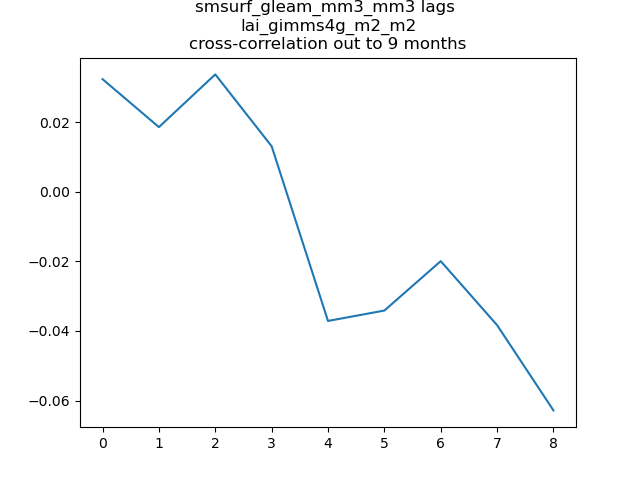 smsurf_gleam_mm3_mm3 lags
lai_gimms4g_m2_m2
cross-correlation out to 9 months
0.02
0.00
−0.02
−0.04
−0.06
0 1 2 3 4 5 6 7 8